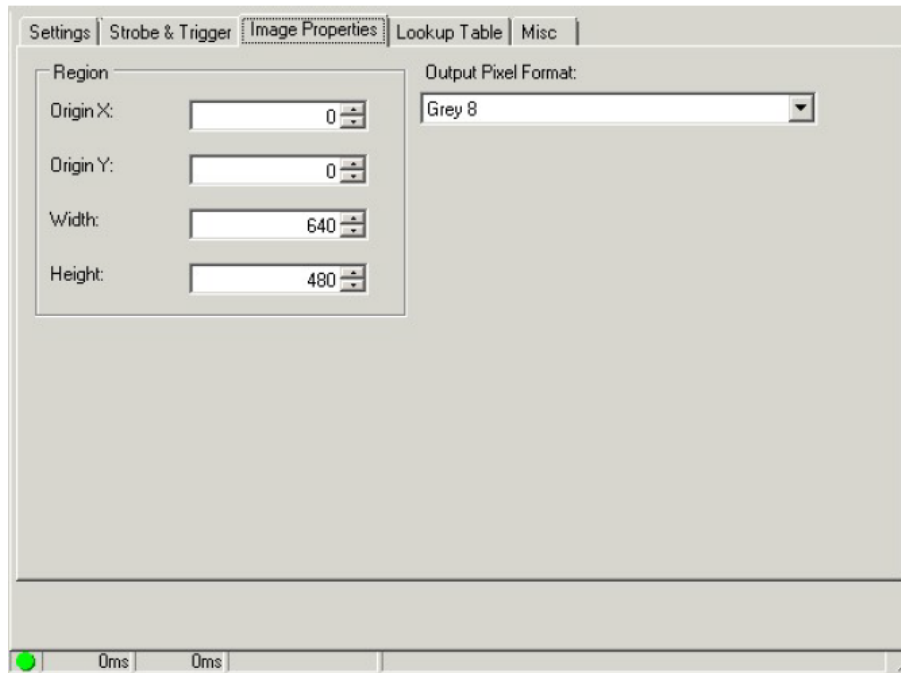 Settings Strobe & Trigger Image Properties Lookup Table Misc
Region
Origin X: 0
Origin Y: 0
Width: 640
Height: 480
Output Pixel Format:
Grey 8
0ms 0ms